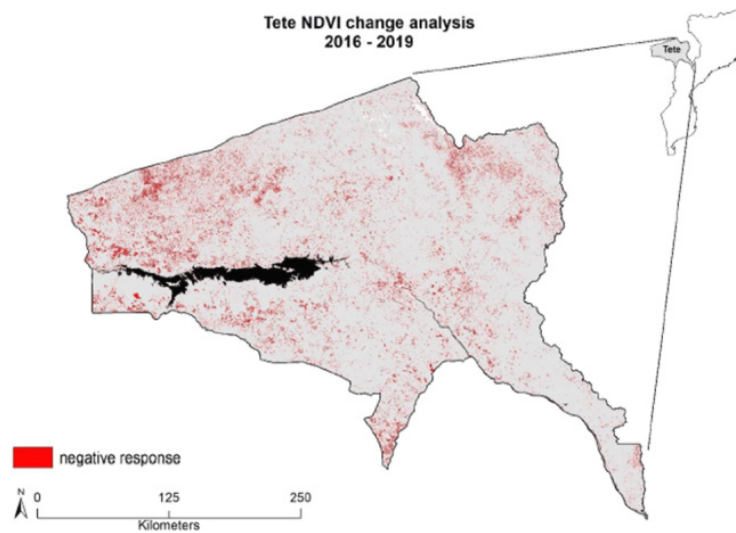 Tete NDVI change analysis
2016 - 2019
Tete
negative response
N
0 125 250
Kilometers